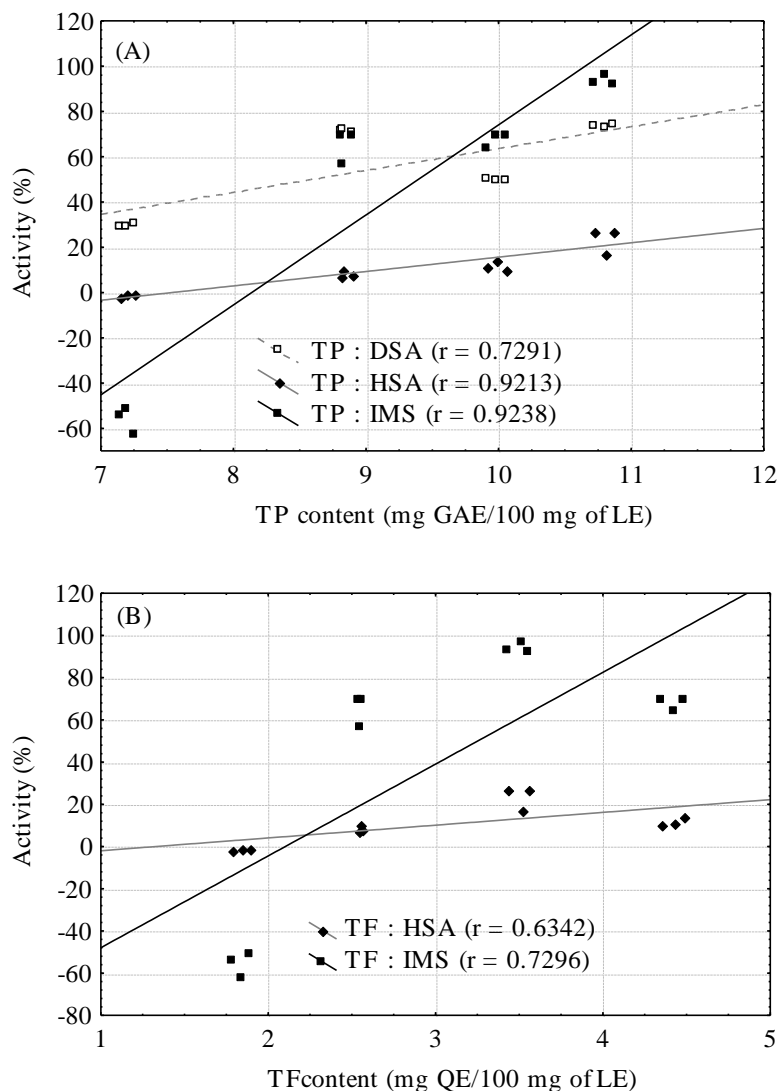 120
(A)
100
80
60
40
20
0
-20
-40
-60
Activity (%)
TP : DSA (r = 0.7291)
TP : HSA (r = 0.9213)
TP : IMS (r = 0.9238)
7 8 9 10 11 12
TP content (mg GAE/100 mg of LE)
120
(B)
100
80
60
40
20
0
-20
-40
-60
-80
Activity (%)
TF : HSA (r = 0.6342)
TF : IMS (r = 0.7296)
1 2 3 4 5
TFcontent (mg QE/100 mg of LE)